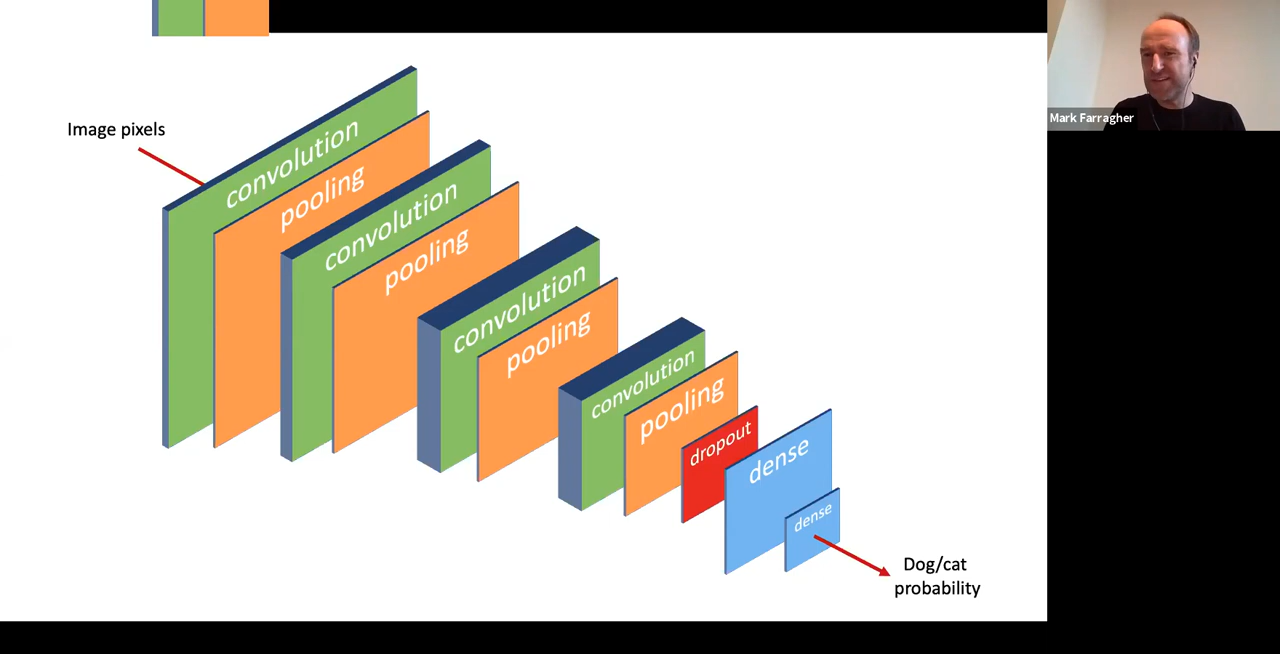 Image pixels
convolution
pooling
convolution
pooling
convolution
pooling
convolution
pooling
dropout
dense
dense
Dog/cat
probability
Mark Farragher